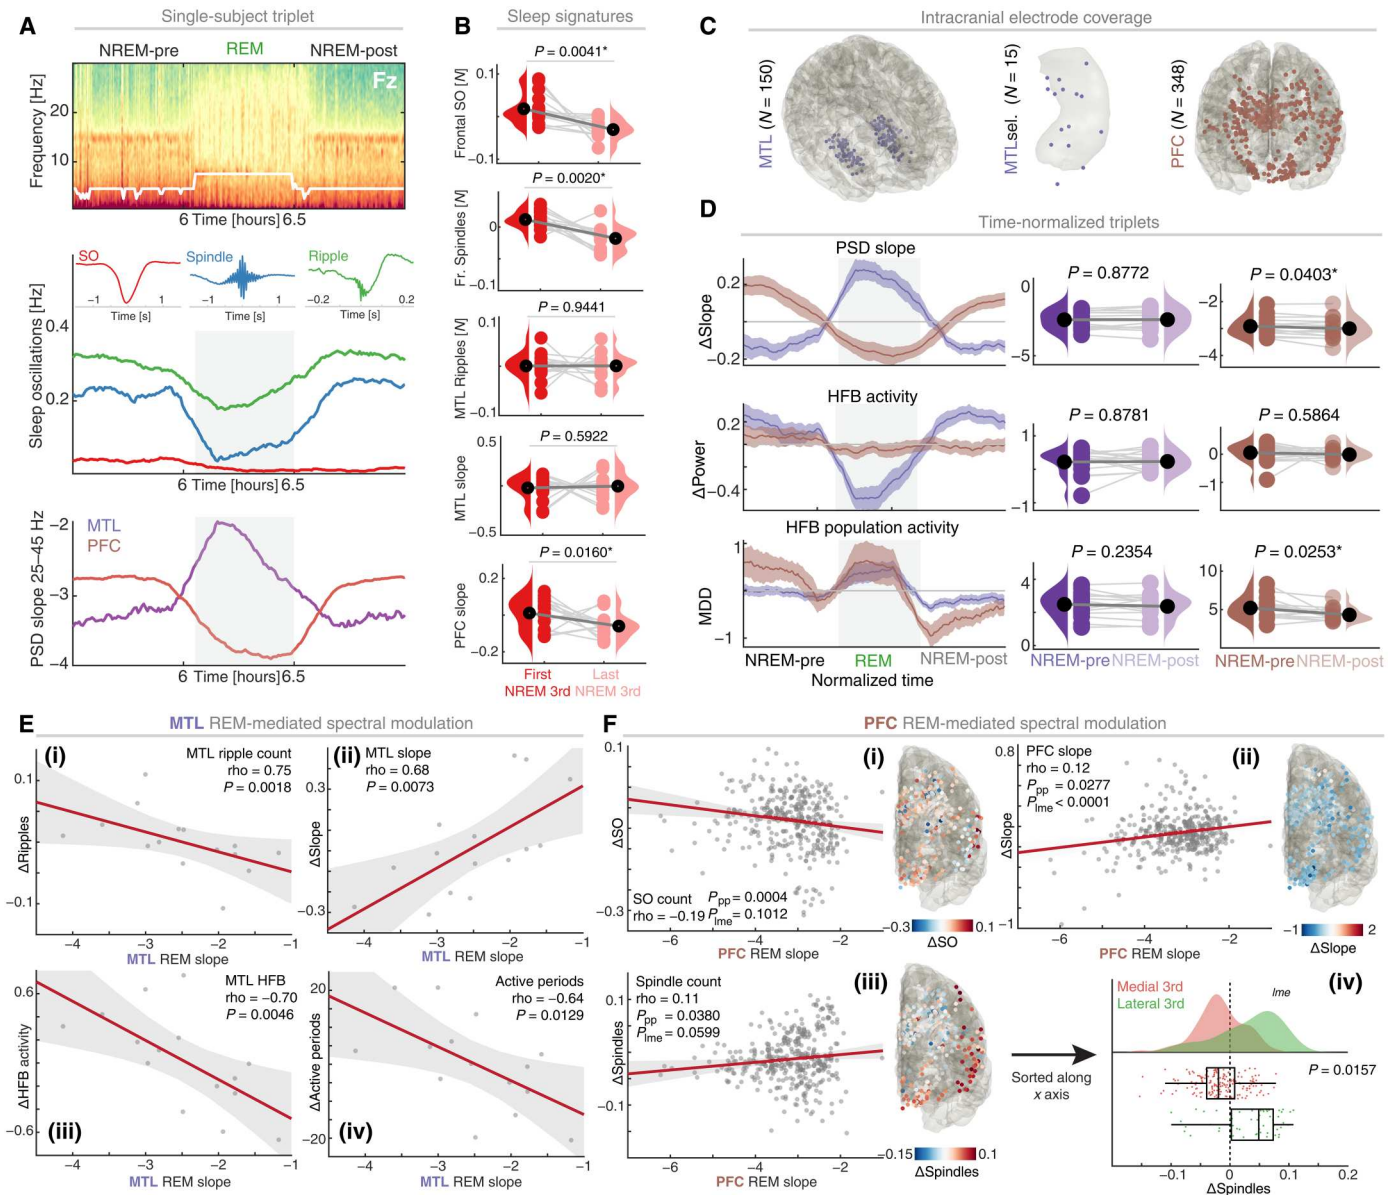 A
Single-subject triplet
NREM-pre
REM
NREM-post
Fz
Frequency [Hz]
20
10
6 Time [hours] 6.5
SO
Spindle
Ripple
−1 1
−1 1
−0.2 0.2
Time [s]
Time [s]
Time [s]
Sleep oscillations [Hz]
0.4
0.2
6 Time [hours] 6.5
PSD slope 25–45 Hz
MTL
PFC
−2
−3
−4
6 Time [hours] 6.5
B
Sleep signatures
P = 0.0041*
Frontal SO [N]
0.1
−0.1
P = 0.0020*
Fr. Spindles [N]
0
−0.1
P = 0.9441
MTL Ripples [N]
0.1
−0.1
P = 0.5922
MTL slope
0.5
−0.5
P = 0.0160*
PFC slope
0.2
−0.2
First
NREM 3rd
Last
NREM 3rd
C
Intracranial electrode coverage
MTL (N = 150)
MTLsel. (N = 15)
PFC (N = 348)
D
Time-normalized triplets
PSD slope
ΔSlope
0.2
−0.2
P = 0.8772
0
−5
P = 0.0403*
−2
−4
HFB activity
ΔPower
0.2
−0.4
P = 0.8781
1
−1
P = 0.5864
0
−1
HFB population activity
MDD
1
−1
P = 0.2354
4
2
0
P = 0.0253*
10
5
NREM-pre
REM
NREM-post
Normalized time
NREM-pre NREM-post
NREM-pre NREM-post
E
MTL REM-mediated spectral modulation
(i)
MTL ripple count
rho = 0.75
P = 0.0018
ΔRipples
0.1
−0.1
−4 −3 −2 −1
MTL REM slope
(ii)
MTL slope
rho = 0.68
P = 0.0073
ΔSlope
0.3
−0.3
−4 −3 −2 −1
MTL REM slope
MTL HFB
rho = −0.70
P = 0.0046
ΔHFB activity
0.6
−0.6
(iii)
−4 −3 −2 −1
MTL REM slope
Active periods
rho = −0.64
P = 0.0129
ΔActive periods
20
−20
(iv)
−4 −3 −2 −1
MTL REM slope
F
PFC REM-mediated spectral modulation
(i)
ΔSO
0.1
−0.3
SO count
rho = −0.19
Ppp = 0.0004
Plme = 0.1012
−6 −4 −2
PFC REM slope
−0.3 0.1
ΔSO
(ii)
PFC slope
rho = 0.12
Ppp = 0.0277
Plme < 0.0001
ΔSlope
0.8
−1
−6 −4 −2
PFC REM slope
−1 2
ΔSlope
(iii)
Spindle count
rho = 0.11
Ppp = 0.0380
Plme = 0.0599
ΔSpindles
0.1
−0.1
−6 −4 −2
PFC REM slope
−0.15 0.1
ΔSpindles
Sorted along
x axis
(iv)
Medial 3rd
Lateral 3rd
lme
P = 0.0157
−0.1 0 0.1 0.2
ΔSpindles